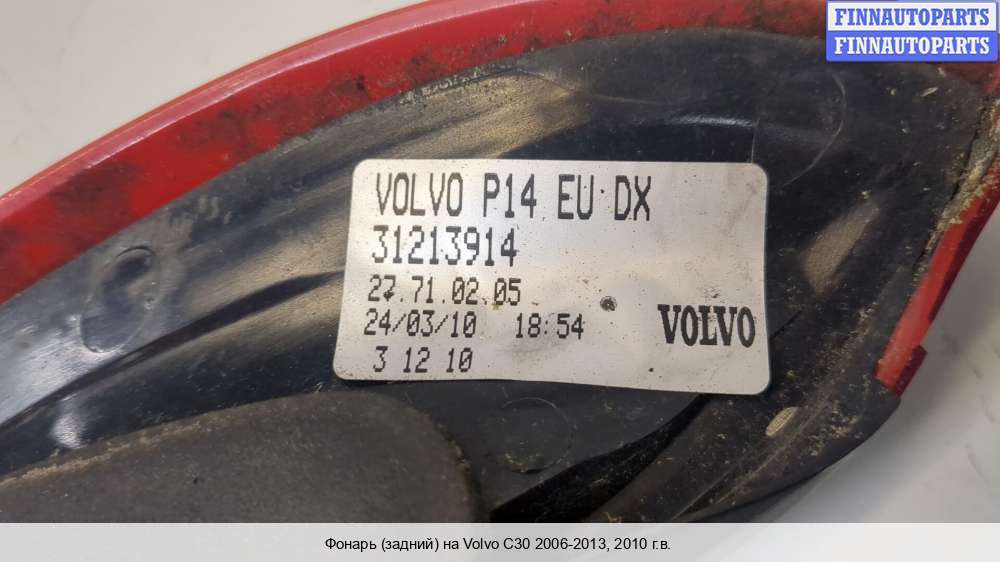 FINNAUTOPARTS
FINNAUTOPARTS
VOLVO P14 EU DX
31213914
27.71.02.05
24/03/10 18:54
VOLVO
3 12 10
Фонарь (задний) на Volvo C30 2006-2013, 2010 г.в.